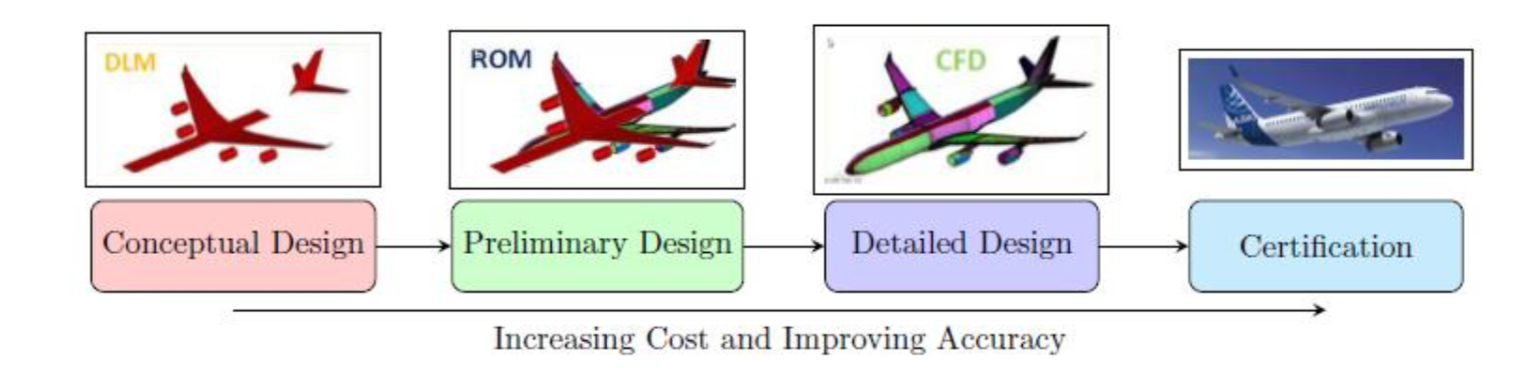 DLM
ROM
CFD
Conceptual Design
Preliminary Design
Detailed Design
Certification
Increasing Cost and Improving Accuracy